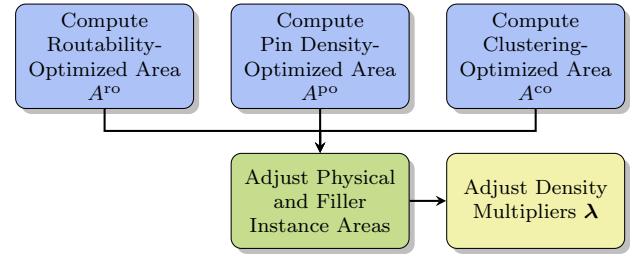 Compute
Routability-
Optimized Area
A^ro
Compute
Pin Density-
Optimized Area
A^po
Compute
Clustering-
Optimized Area
A^co
Adjust Physical
and Filler
Instance Areas
Adjust Density
Multipliers λ